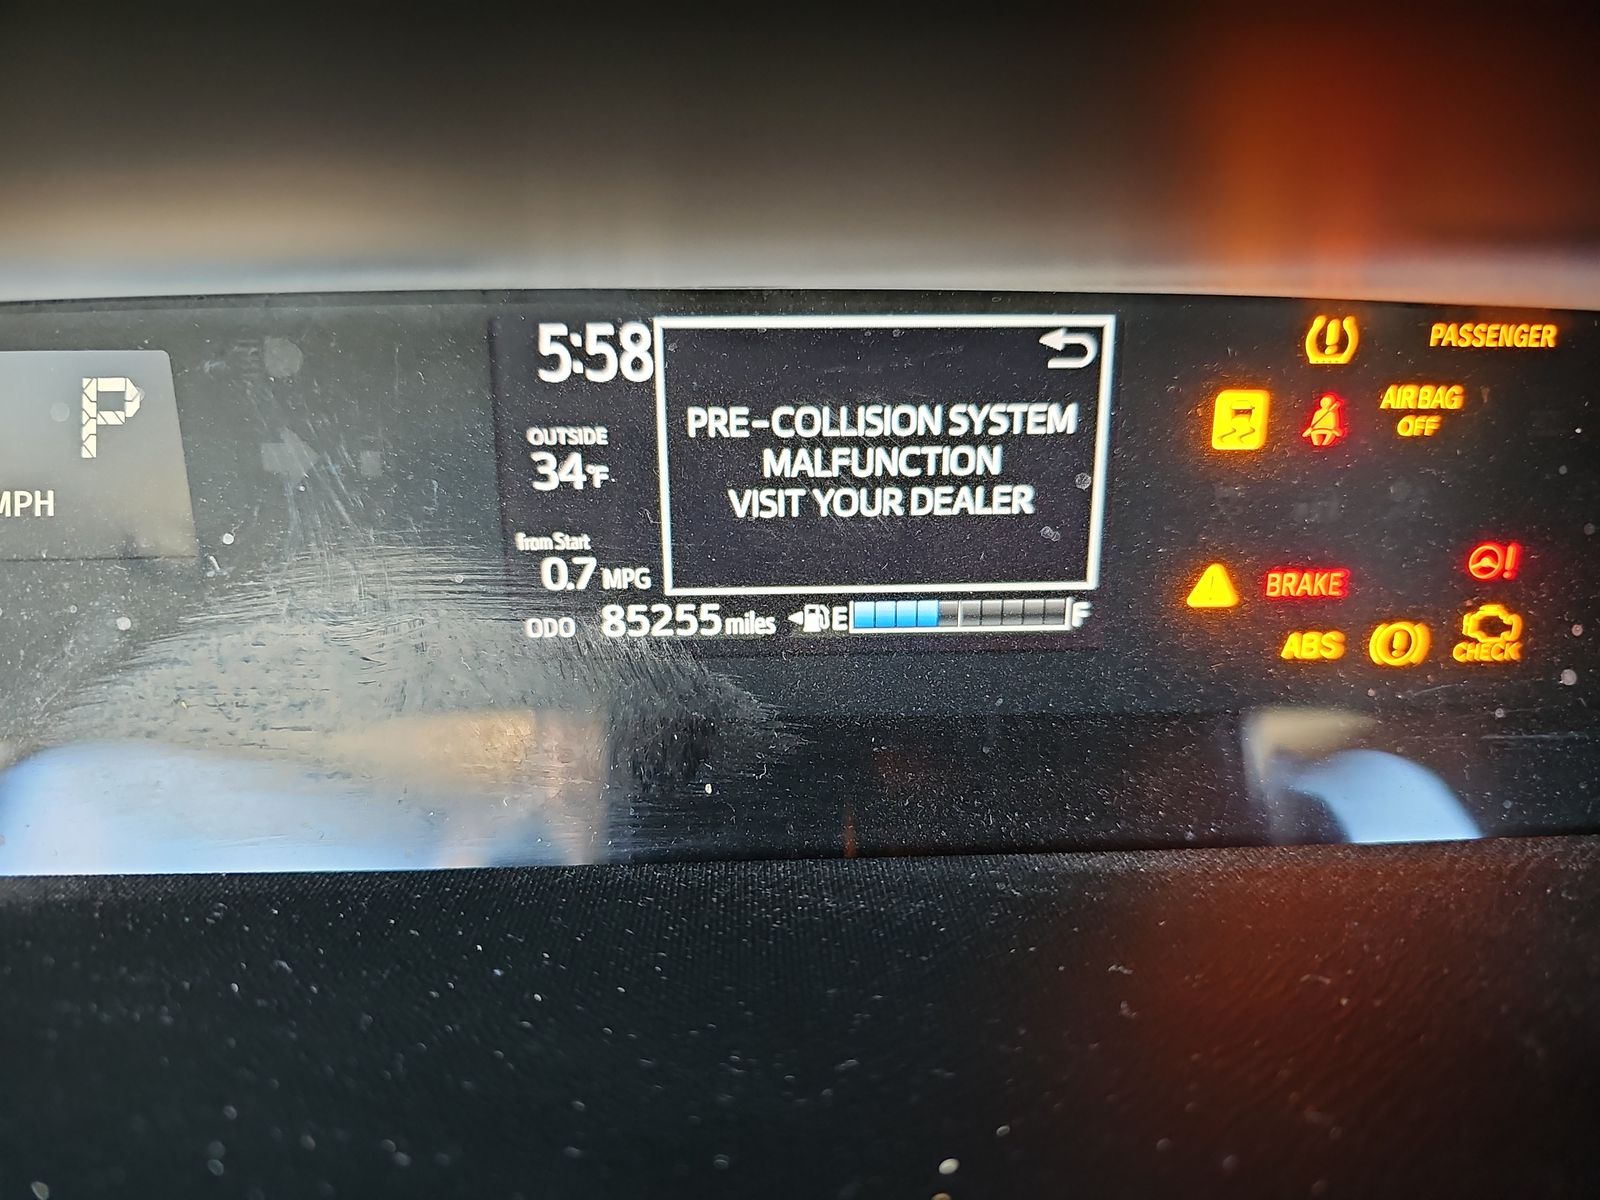 P
MPH
5:58
OUTSIDE
34°F
from Start
0.7 MPG
ODO 85255 miles
E F
PRE-COLLISION SYSTEM
MALFUNCTION
VISIT YOUR DEALER
PASSENGER
AIR BAG
OFF
BRAKE
ABS
CHECK